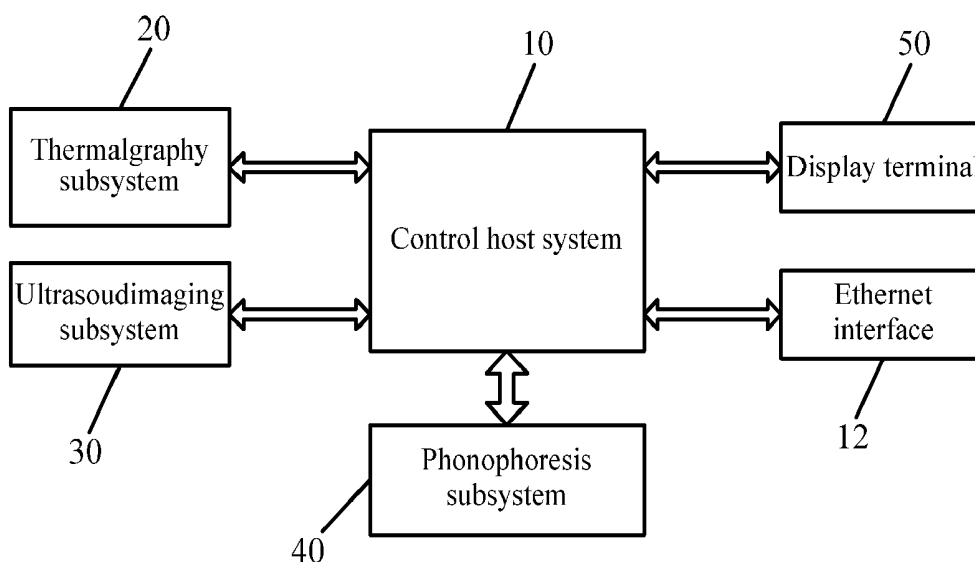 20
10
50
Thermalgraphy
subsystem
Control host system
Display terminal
Ultrasoudimaging
subsystem
Ethernet
interface
30
12
Phonophoresis
subsystem
40